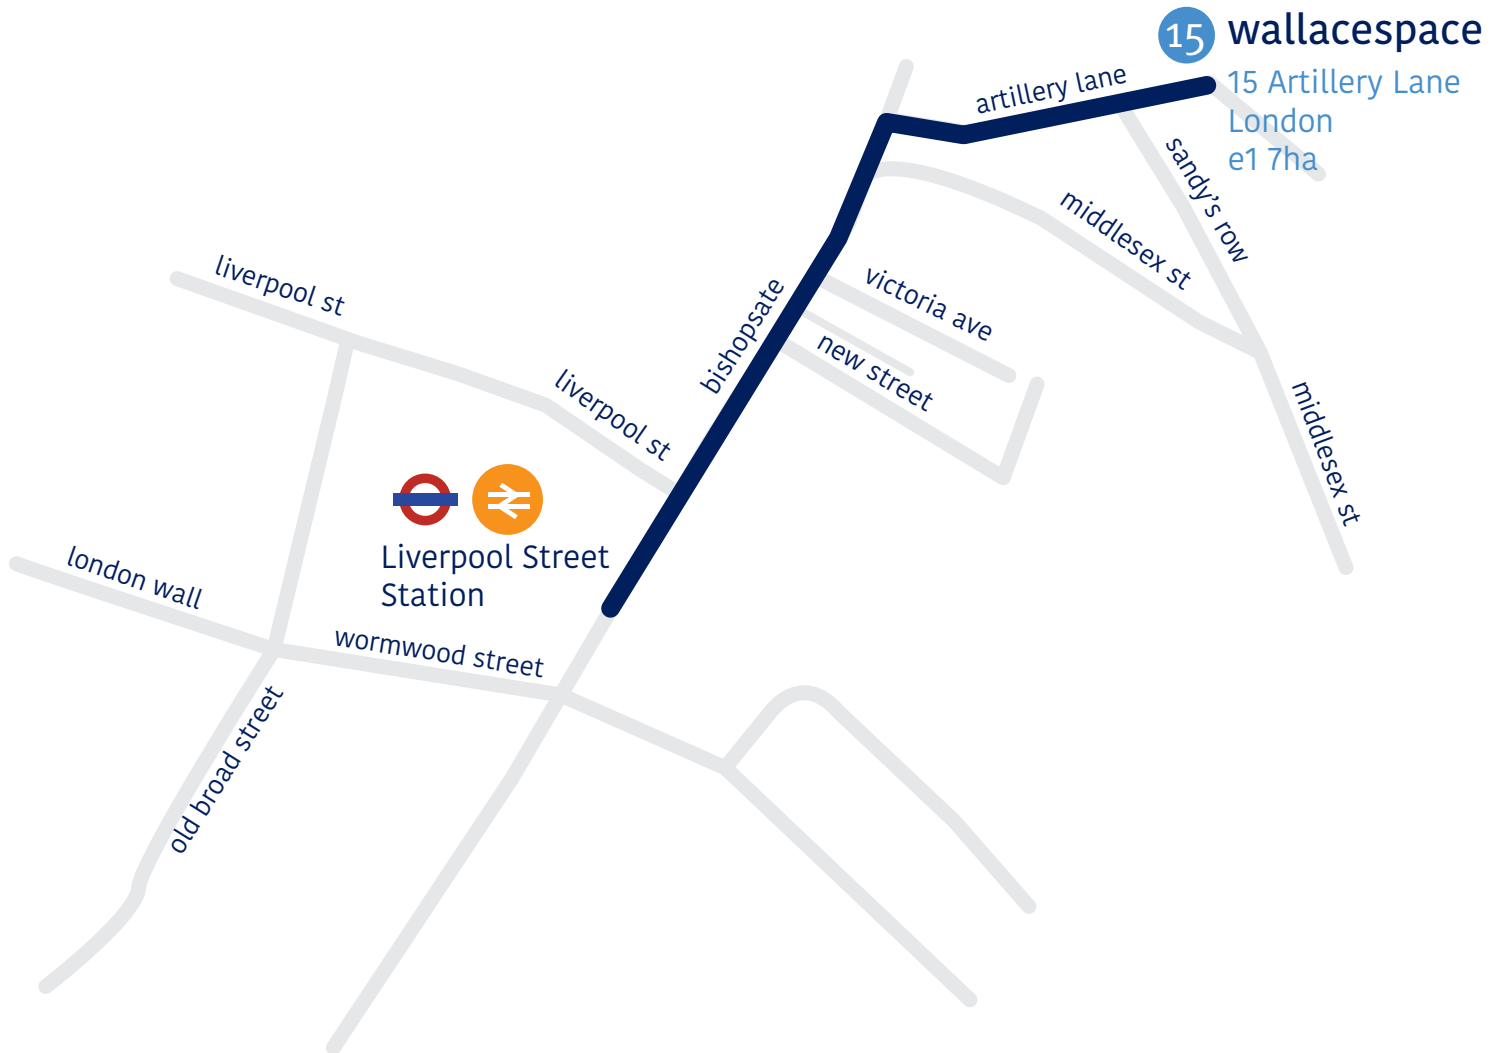 15 wallacespace
15 Artillery Lane
London
e1 7ha
artillery lane
sandy's row
middlesex st
liverpool st
victoria ave
bishopsate
new street
liverpool st
middlesex st
Liverpool Street
Station
london wall
wormwood street
old broad street